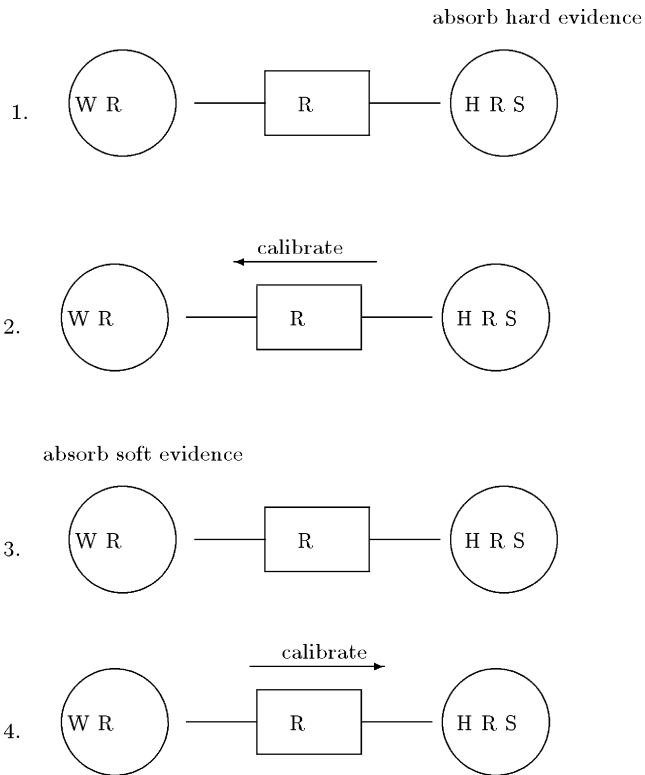 absorb hard evidence
1. W R R H R S
calibrate
2. W R R H R S
absorb soft evidence
3. W R R H R S
calibrate
4. W R R H R S